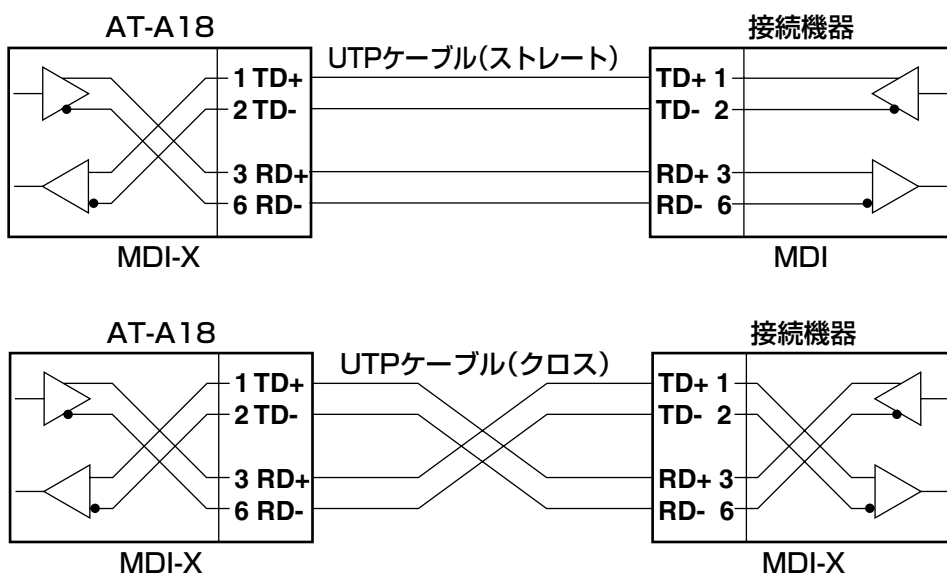 AT-A18
接続機器
UTPケーブル(ストレート)
1 TD+
2 TD-
3 RD+
6 RD-
TD+ 1
TD- 2
RD+ 3
RD- 6
MDI-X
MDI
AT-A18
接続機器
UTPケーブル(クロス)
1 TD+
2 TD-
3 RD+
6 RD-
TD+ 1
TD- 2
RD+ 3
RD- 6
MDI-X
MDI-X